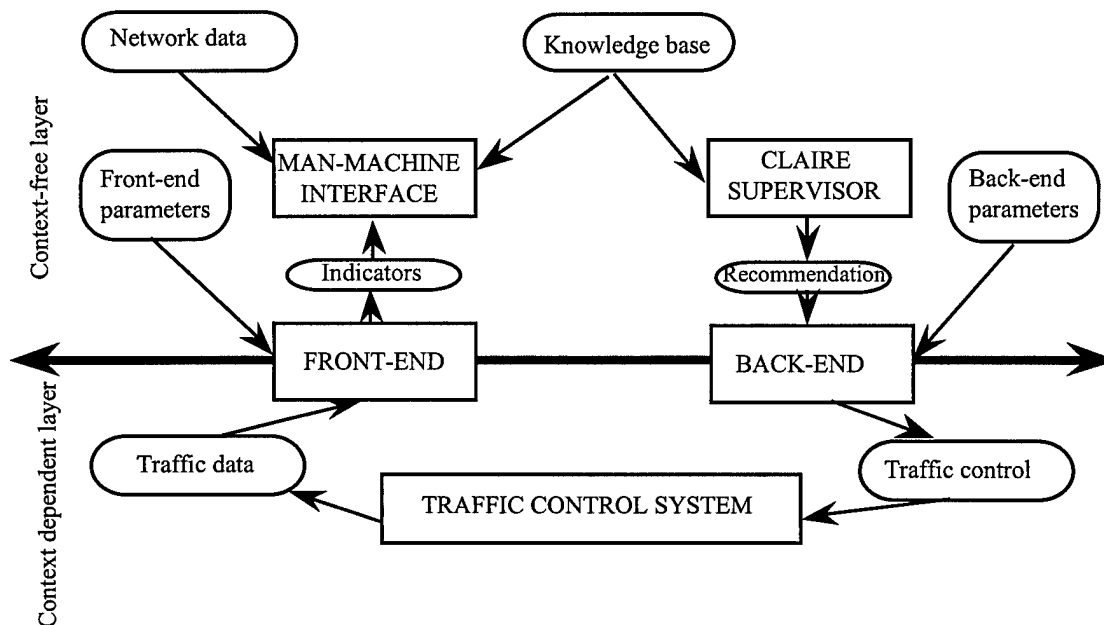 Network data
Knowledge base
Context-free layer
Front-end
parameters
MAN-MACHINE
INTERFACE
CLAIRE
SUPERVISOR
Back-end
parameters
Indicators
Recommendation
FRONT-END
BACK-END
Context dependent layer
Traffic data
TRAFFIC CONTROL SYSTEM
Traffic control